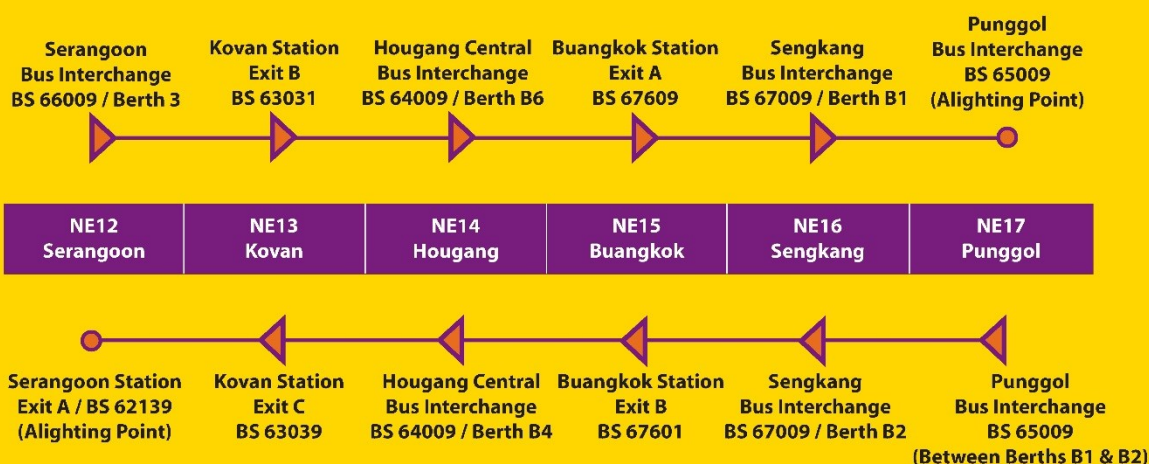 Serangoon
Bus Interchange
BS 66009 / Berth 3
Kovan Station
Exit B
BS 63031
Hougang Central
Bus Interchange
BS 64009 / Berth B6
Buangkok Station
Exit A
BS 67609
Sengkang
Bus Interchange
BS 67009 / Berth B1
Punggol
Bus Interchange
BS 65009
(Alighting Point)
NE12
Serangoon
NE13
Kovan
NE14
Hougang
NE15
Buangkok
NE16
Sengkang
NE17
Punggol
Serangoon Station
Exit A / BS 62139
(Alighting Point)
Kovan Station
Exit C
BS 63039
Hougang Central
Bus Interchange
BS 64009 / Berth B4
Buangkok Station
Exit B
BS 67601
Sengkang
Bus Interchange
BS 67009 / Berth B2
Punggol
Bus Interchange
BS 65009
(Between Berths B1 & B2)